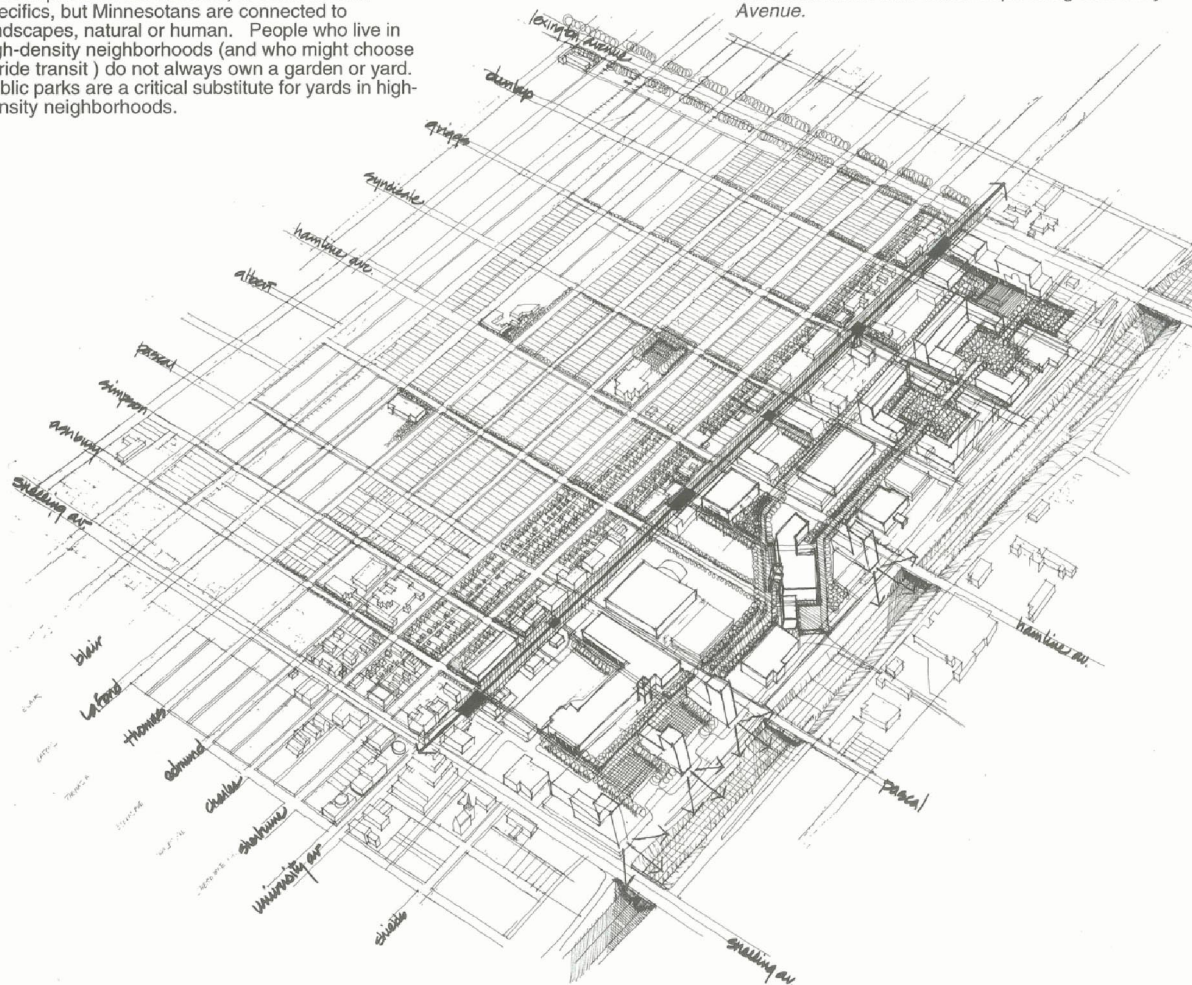 ecifics, but Minnesotans are connected to
ndscapes, natural or human. People who live in
gh-density neighborhoods (and who might choose
ride transit ) do not always own a garden or yard.
blic parks are a critical substitute for yards in high-
nsity neighborhoods.
Avenue.
lexington avenue
dunlap
griggs
syndicate
hamline ave
albert
pascal
simpson
asbury
snelling av
blair
Lafond
thomas
edmund
charles
sherburne
university av
shields
hamline av.
pascal
snelling av